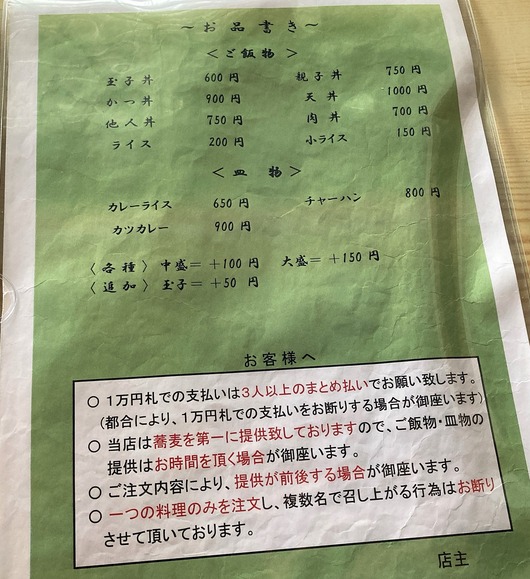 ～お品書き～
＜ご飯物＞
玉子丼 600円 親子丼 750円
かつ丼 900円 天丼 1000円
他人丼 750円 肉丼 700円
ライス 200円 小ライス 150円
＜皿物＞
カレーライス 650円 チャーハン 800円
カツカレー 900円
〈各種〉中盛＝＋100円 大盛＝＋150円
〈追加〉玉子＝＋50円
お客様へ
○ 1万円札での支払いは3人以上のまとめ払いでお願い致します。
(都合により、1万円札での支払いをお断りする場合が御座います)
○ 当店は蕎麦を第一に提供致しておりますので、ご飯物・皿物の
提供はお時間を頂く場合が御座います。
○ ご注文内容により、提供が前後する場合が御座います。
○ 一つの料理のみを注文し、複数名で召し上がる行為はお断り
させて頂いております。
店主